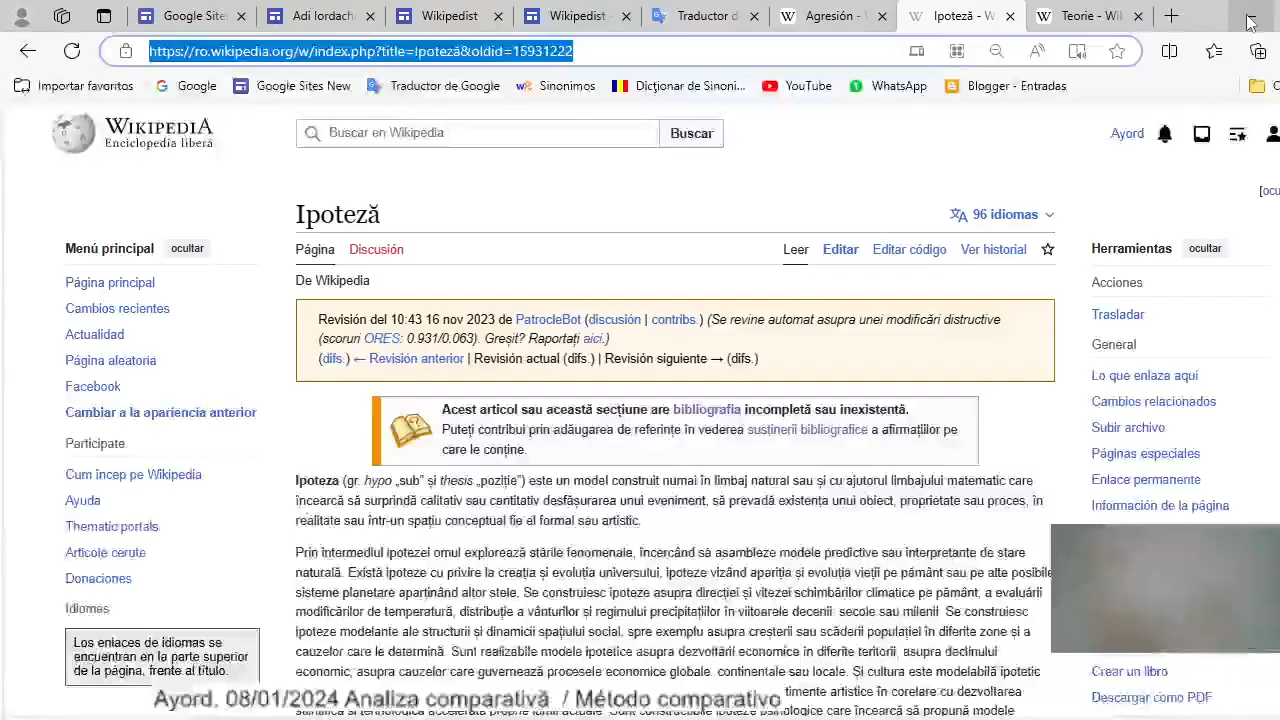 Google Sites
Adi Iordach
Wikipedist
Wikipedist -
Traductor d
Agresión - W
Ipoteză - W
Teorie - Wik
https://ro.wikipedia.org/w/index.php?title=Ipoteză&oldid=15931222
Importar favoritos
Google
Google Sites New
Traductor de Google
Sinonimos
Dicționar de Sinoni...
YouTube
WhatsApp
Blogger - Entradas
WIKIPEDIA
Enciclopedia liberă
Buscar en Wikipedia
Buscar
Ayord
[ocu
Ipoteză
96 idiomas
Página
Discusión
Leer
Editar
Editar código
Ver historial
De Wikipedia
Menú principal
ocultar
Página principal
Cambios recientes
Actualidad
Página aleatoria
Facebook
Cambiar a la apariencia anterior
Participate
Cum încep pe Wikipedia
Ayuda
Thematic portals
Articole cerute
Donaciones
Idiomas
Los enlaces de idiomas se
encuentran en la parte superior
de la página, frente al título.
Revisión del 10:43 16 nov 2023 de PatrocleBot (discusión | contribs.) (Se revine automat asupra unei modificări distructive
(scoruri ORES: 0.931/0.063). Greșit? Raportați aici.)
(difs.) ← Revisión anterior | Revisión actual (difs.) | Revisión siguiente → (difs.)
Acest articol sau această secțiune are bibliografia incompletă sau inexistentă.
Puteți contribui prin adăugarea de referințe în vederea susținerii bibliografice a afirmațiilor pe
care le conține.
Ipoteza (gr. hypo „sub” și thesis „poziție”) este un model construit numai în limbaj natural sau și cu ajutorul limbajului matematic care
încearcă să surprindă calitativ sau cantitativ desfășurarea unui eveniment, să prevadă existența unui obiect, proprietate sau proces, în
realitate sau într-un spațiu conceptual fie el formal sau artistic.
Prin intermediul ipotezei omul explorează stările fenomenale, încercând să asambleze modele predictive sau interpretante de stare
naturală. Există ipoteze cu privire la creația și evoluția universului, ipoteze vizând apariția și evoluția vieții pe pământ sau pe alte posibile
sisteme planetare aparținând altor stele. Se construiesc ipoteze asupra direcției și vitezei schimbărilor climatice pe pământ, a evaluării
modificărilor de temperatură, distribuție a vânturilor și regimului precipitațiilor în viitoarele decenii, secole sau milenii. Se construiesc
ipoteze modelante ale structurii și dinamicii spațiului social, spre exemplu asupra creșterii sau scăderii populației în diferite zone și a
cauzelor care le determină. Sunt realizabile modele ipotetice asupra dezvoltării economice în diferite teritorii, asupra declinului
economic, asupra cauzelor care guvernează procesele economice globale, continentale sau locale. Și cultura este modelabilă ipotetic
timente artistice în corelare cu dezvoltarea
ologice care încearcă să propună modele
Herramientas
ocultar
Acciones
Trasladar
General
Lo que enlaza aquí
Cambios relacionados
Subir archivo
Páginas especiales
Enlace permanente
Información de la página
Crear un libro
Descargar como PDF
Ayord. 08/01/2024 Analiza comparativă / Método comparativo